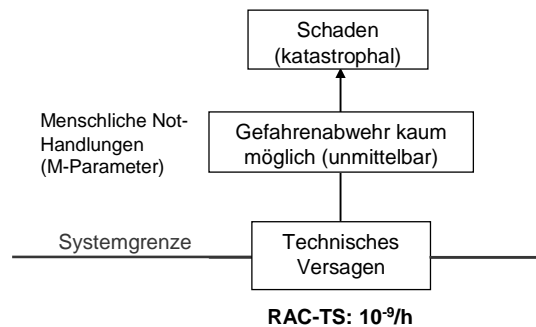 Schaden
(katastrophal)
Menschliche Not-
Handlungen
(M-Parameter)
Gefahrenabwehr kaum
möglich (unmittelbar)
Systemgrenze
Technisches
Versagen
RAC-TS: 10⁻⁹/h